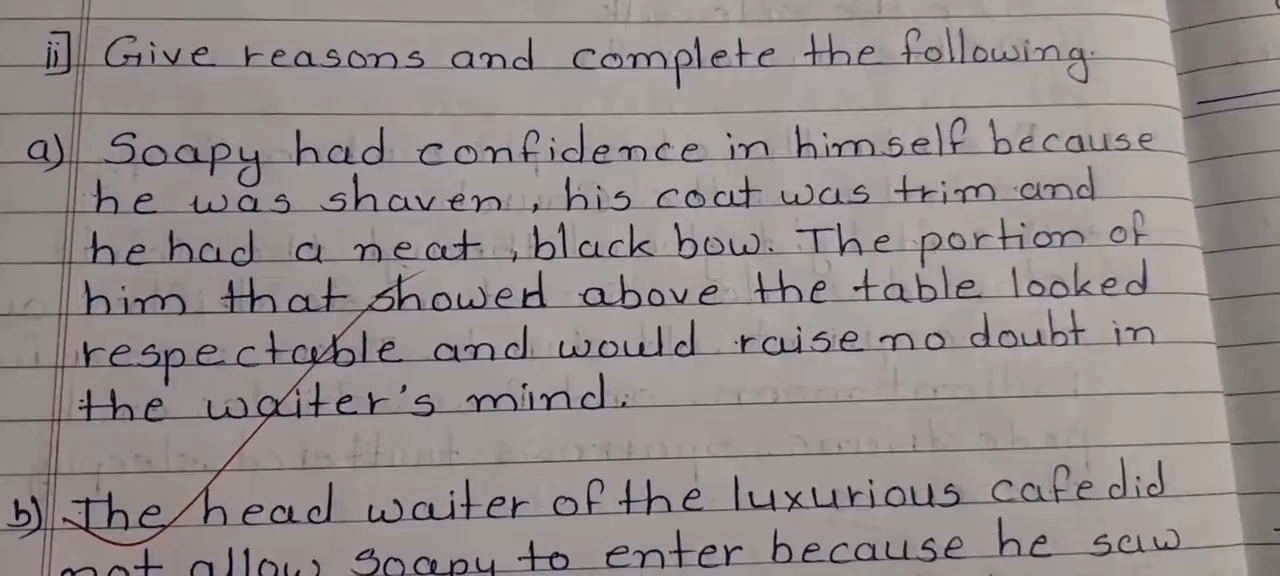 ii] Give reasons and complete the following.
a) Soapy had confidence in himself because
he was shaven, his coat was trim and
he had a neat, black bow. The portion of
him that showed above the table looked
respectable and would raise no doubt in
the waiter's mind.
b) The head waiter of the luxurious cafe did
not allow Soapy to enter because he saw